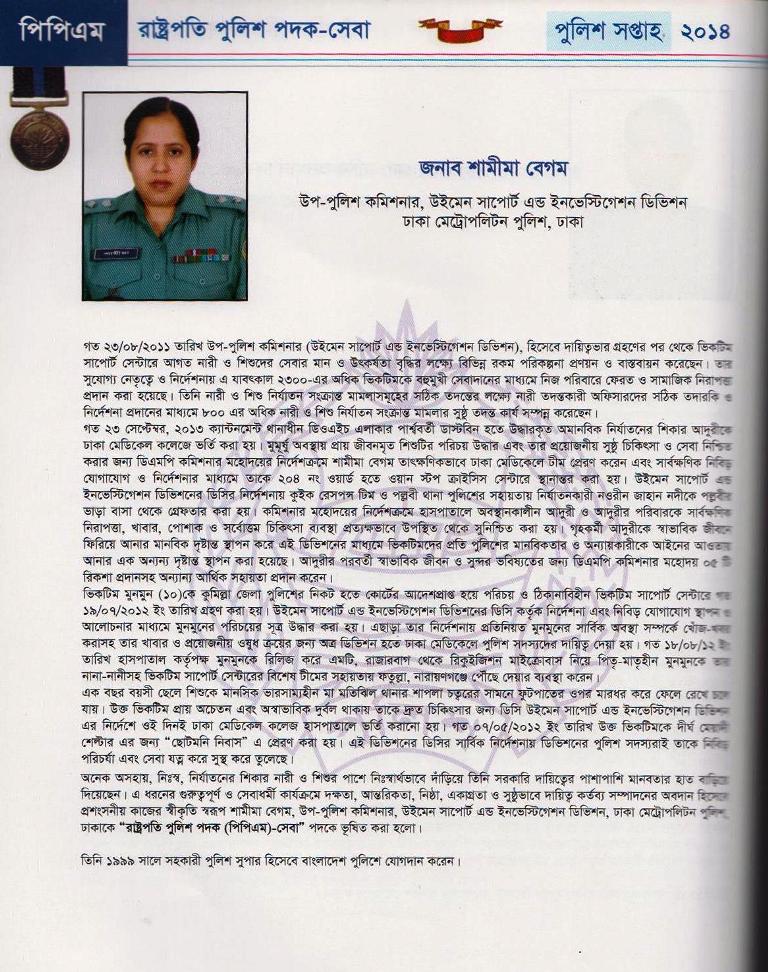 পিপিএম
রাষ্ট্রপতি পুলিশ পদক-সেবা
পুলিশ সপ্তাহ ২০১৪
জনাব শামীমা বেগম
উপ-পুলিশ কমিশনার, উইমেন সাপোর্ট এন্ড ইনভেস্টিগেশন ডিভিশন
ঢাকা মেট্রোপলিটন পুলিশ, ঢাকা
শামীমা
গত ২৩/০৮/২০১১ তারিখ উপ-পুলিশ কমিশনার (উইমেন সাপোর্ট এন্ড ইনভেস্টিগেশন ডিভিশন), হিসেবে দায়িত্বভার গ্রহণের পর থেকে ভিকটিম
সাপোর্ট সেন্টারে আগত নারী ও শিশুদের সেবার মান ও উৎকর্ষতা বৃদ্ধির লক্ষ্যে বিভিন্ন রকম পরিকল্পনা প্রণয়ন ও বাস্তবায়ন করেছেন। তার
সুযোগ্য নেতৃত্বে ও নির্দেশনায় এ যাবৎকাল ২৩০০-এর অধিক ভিকটিমকে বহুমুখী সেবাদানের মাধ্যমে নিজ পরিবারে ফেরত ও সামাজিক নিরাপত্তা
প্রদান করা হয়েছে। তিনি নারী ও শিশু নির্যাতন সংক্রান্ত মামলাসমূহের সঠিক তদন্তের লক্ষ্যে নারী তদন্তকারী অফিসারদের সঠিক তদারকি ও
নির্দেশনা প্রদানের মাধ্যমে ৮০০ এর অধিক নারী ও শিশু নির্যাতন সংক্রান্ত মামলার সুষ্ঠু তদন্ত কার্য সম্পন্ন করেছেন।
গত ২৩ সেপ্টেম্বর, ২০১৩ ক্যান্টনমেন্ট থানাধীন ডিওএইচ এলাকার পার্শ্ববর্তী ডাস্টবিন হতে উদ্ধারকৃত অমানবিক নির্যাতনের শিকার আদুরীকে
ঢাকা মেডিকেল কলেজে ভর্তি করা হয়। মুমূর্ষু অবস্থায় প্রায় জীবনমৃত শিশুটির পরিচয় উদ্ধার এবং তার প্রয়োজনীয় সুষ্ঠু চিকিৎসা ও সেবা নিশ্চিত
করার জন্য ডিএমপি কমিশনার মহোদয়ের নির্দেশক্রমে শামীমা বেগম তাৎক্ষণিকভাবে ঢাকা মেডিকেলে টীম প্রেরণ করেন এবং সার্বক্ষণিক নিবিড়
যোগাযোগ ও নির্দেশনার মাধ্যমে তাকে ২০৪ নং ওয়ার্ড হতে ওয়ান স্টপ ক্রাইসিস সেন্টারে স্থানান্তর করা হয়। উইমেন সাপোর্ট এন্ড
ইনভেস্টিগেশন ডিভিশনের ডিসির নির্দেশনায় কুইক রেসপন্স টিম ও পল্লবী থানা পুলিশের সহায়তায় নির্যাতনকারী নওরীন জাহান নদীকে পল্লবীর
ভাড়া বাসা থেকে গ্রেফতার করা হয়। কমিশনার মহোদয়ের নির্দেশক্রমে হাসপাতালে অবস্থানকালীন আদুরী ও আদুরীর পরিবারকে সার্বক্ষণিক
নিরাপত্তা, খাবার, পোশাক ও সর্বোত্তম চিকিৎসা ব্যবস্থা প্রত্যক্ষভাবে উপস্থিত থেকে সুনিশ্চিত করা হয়। গৃহকর্মী আদুরীকে স্বাভাবিক জীবনে
ফিরিয়ে আনার মানবিক দৃষ্টান্ত স্থাপন করে এই ডিভিশনের মাধ্যমে ভিকটিমদের প্রতি পুলিশের মানবিকতার ও অন্যায়কারীকে আইনের আওতায়
আনার এক অনান্য দৃষ্টান্ত স্থাপন করা হয়েছে। আদুরীর পরবর্তী স্বাভাবিক জীবন ও সুন্দর ভবিষ্যতের জন্য ডিএমপি কমিশনার মহোদয় ০৫ টি
রিকশা প্রদানসহ অন্যান্য আর্থিক সহায়তা প্রদান করেন।
ভিকটিম মুনমুন (১০)কে কুমিল্লা জেলা পুলিশের নিকট হতে কোর্টের আদেশপ্রাপ্ত হয়ে পরিচয় ও ঠিকানাবিহীন ভিকটিম সাপোর্ট সেন্টারে গত
১৯/০৭/২০১২ ইং তারিখ গ্রহণ করা হয়। উইমেন সাপোর্ট এন্ড ইনভেস্টিগেশন ডিভিশনের ডিসি কর্তৃক নির্দেশনা এবং নিবিড় যোগাযোগ স্থাপন ও
আলোচনার মাধ্যমে মুনমুনের পরিচয়ের সূত্র উদ্ধার করা হয়। এছাড়া তার নির্দেশনায় প্রতিনিয়ত মুনমুনের সার্বিক অবস্থা সম্পর্কে খোঁজ-খবর
করাসহ তার খাবার ও প্রয়োজনীয় ওষুধ ক্রয়ের জন্য অত্র ডিভিশন হতে ঢাকা মেডিকেলে পুলিশ সদস্যদের দায়িত্ব দেয়া হয়। গত ১৮/০৮/১২ ইং
তারিখ হাসপাতাল কর্তৃপক্ষ মুনমুনকে রিলিজ করে এমটি, রাজারবাগ থেকে রিকুইজিশন মাইক্রোবাস নিয়ে পিতৃ-মাতৃহীন মুনমুনকে তার
নানা-নানীসহ ভিকটিম সাপোর্ট সেন্টারের বিশেষ টীমের সহায়তায় ফতুল্লা, নারায়ণগঞ্জে পৌঁছে দেয়ার ব্যবস্থা করেন।
এক বছর বয়সী ছেলে শিশুকে মানসিক ভারসাম্যহীন মা মতিঝিল থানার শাপলা চত্বরের সামনে ফুটপাতের ওপর মারধর করে ফেলে রেখে চলে
যায়। উক্ত ভিকটিম প্রায় অচেতন এবং অস্বাভাবিক দুর্বল থাকায় তাকে দ্রুত চিকিৎসার জন্য ডিসি উইমেন সাপোর্ট এন্ড ইনভেস্টিগেশন ডিভিশন
এর নির্দেশে ওই দিনই ঢাকা মেডিকেল কলেজ হাসপাতালে ভর্তি করানো হয়। গত ০৭/০৫/২০১২ ইং তারিখ উক্ত ভিকটিমকে দীর্ঘ মেয়াদী
শেল্টার এর জন্য “ছোটমনি নিবাস” এ প্রেরণ করা হয়। এই ডিভিশনের ডিসির সার্বিক নির্দেশনায় ডিভিশনের পুলিশ সদস্যরাই তাকে নিবিড়
পরিচর্যা এবং সেবা যত্ন করে সুস্থ করে তুলেছে।
অনেক অসহায়, নিঃস্ব, নির্যাতনের শিকার নারী ও শিশুর পাশে নিঃস্বার্থভাবে দাঁড়িয়ে তিনি সরকারি দায়িত্বের পাশাপাশি মানবতার হাত বাড়িয়ে
দিয়েছেন। এ ধরনের গুরুত্বপূর্ণ ও সেবাধর্মী কার্যক্রমে দক্ষতা, আন্তরিকতা, নিষ্ঠা, একাগ্রতা ও সুষ্ঠুভাবে দায়িত্ব কর্তব্য সম্পাদনের অবদান হিসেবে
প্রশংসনীয় কাজের স্বীকৃতি স্বরূপ শামীমা বেগম, উপ-পুলিশ কমিশনার, উইমেন সাপোর্ট এন্ড ইনভেস্টিগেশন ডিভিশন, ঢাকা মেট্রোপলিটন পুলিশ,
ঢাকাকে “রাষ্ট্রপতি পুলিশ পদক (পিপিএম)-সেবা” পদকে ভূষিত করা হলো।
তিনি ১৯৯৯ সালে সহকারী পুলিশ সুপার হিসেবে বাংলাদেশ পুলিশে যোগদান করেন।